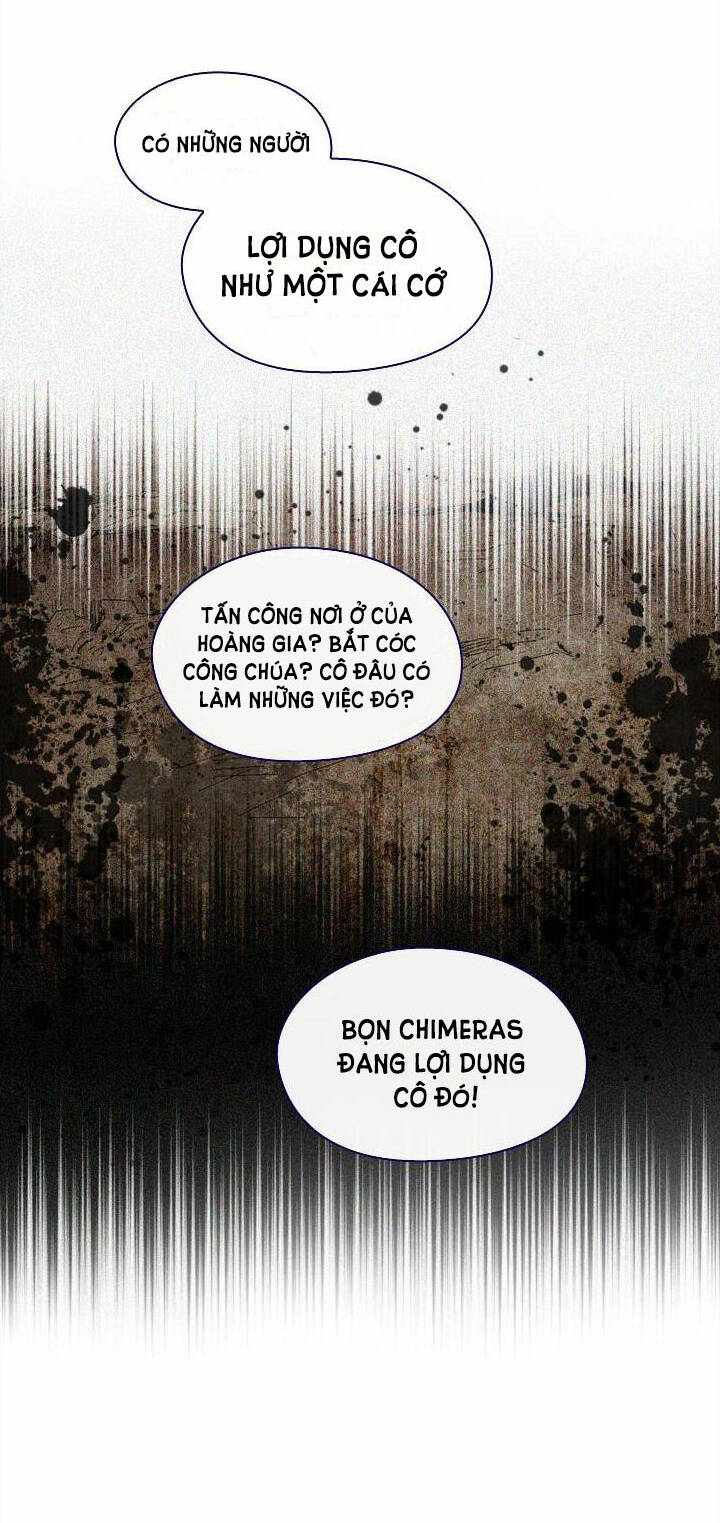 CÓ NHỮNG NGƯỜI
LỢI DỤNG CÔ
NHƯ MỘT CÁI CỚ
TẤN CÔNG NƠI Ở CỦA
HOÀNG GIA? BẮT CÓC
CÔNG CHÚA? CÔ ĐÂU CÓ
LÀM NHỮNG VIỆC ĐÓ?
BỌN CHIMERAS
ĐANG LỢI DỤNG
CÔ ĐÓ!